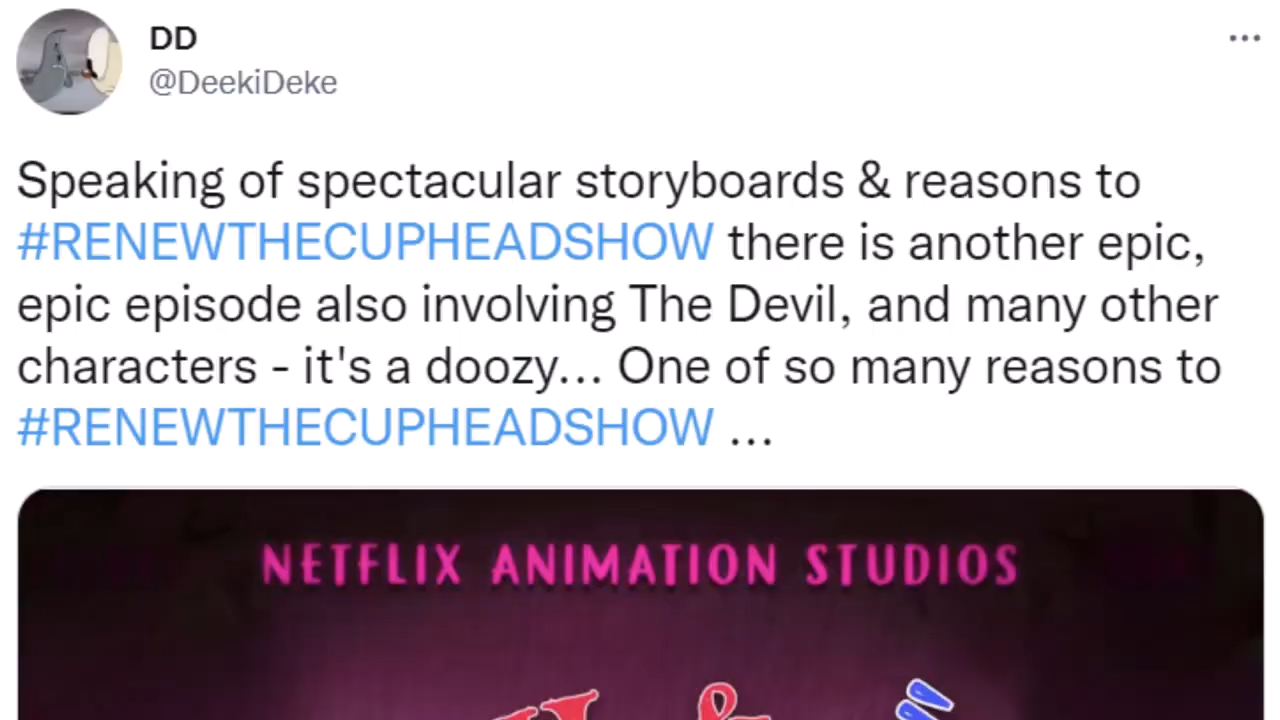 DD
@DeekiDeke
Speaking of spectacular storyboards & reasons to
#RENEWTHECUPHEADSHOW there is another epic,
epic episode also involving The Devil, and many other
characters - it's a doozy... One of so many reasons to
#RENEWTHECUPHEADSHOW ...
NETFLIX ANIMATION STUDIOS
&